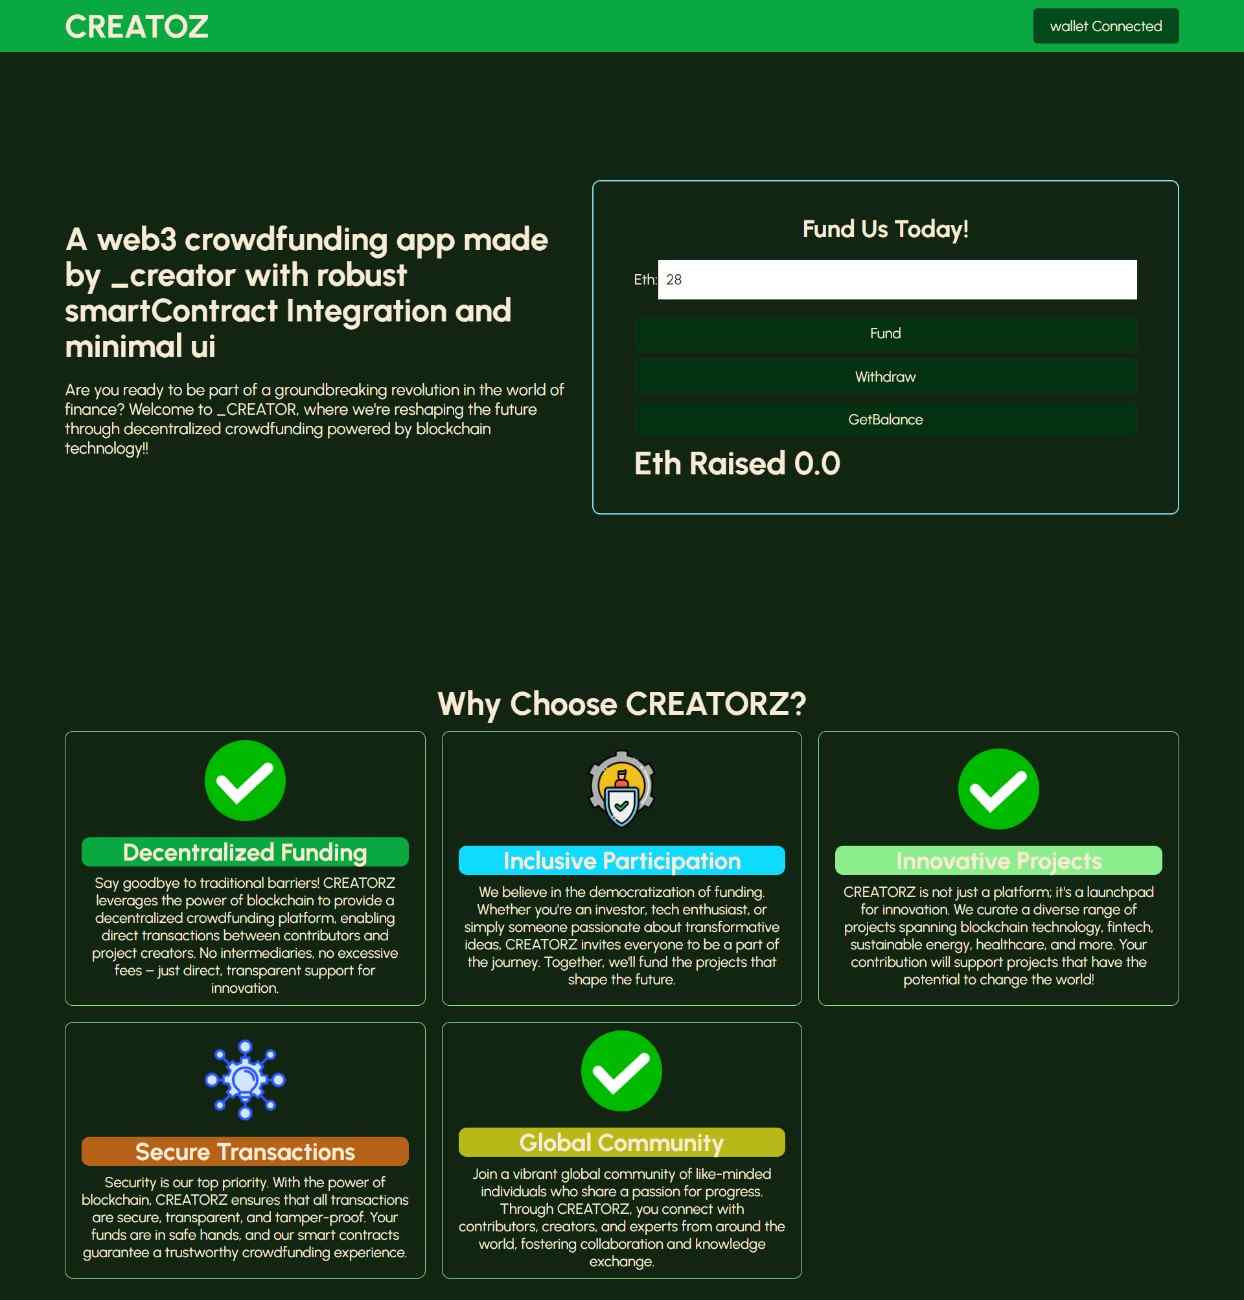 CREATOZ
wallet Connected
A web3 crowdfunding app made
by _creator with robust
smartContract Integration and
minimal ui
Are you ready to be part of a groundbreaking revolution in the world of
finance? Welcome to _CREATOR, where we're reshaping the future
through decentralized crowdfunding powered by blockchain
technology!!
Fund Us Today!
Eth: 28
Fund
Withdraw
GetBalance
Eth Raised 0.0
Why Choose CREATORZ?
Decentralized Funding
Say goodbye to traditional barriers! CREATORZ
leverages the power of blockchain to provide a
decentralized crowdfunding platform, enabling
direct transactions between contributors and
project creators. No intermediaries, no excessive
fees – just direct, transparent support for
innovation.
Inclusive Participation
We believe in the democratization of funding.
Whether you're an investor, tech enthusiast, or
simply someone passionate about transformative
ideas, CREATORZ invites everyone to be a part of
the journey. Together, we'll fund the projects that
shape the future.
Innovative Projects
CREATORZ is not just a platform; it's a launchpad
for innovation. We curate a diverse range of
projects spanning blockchain technology, fintech,
sustainable energy, healthcare, and more. Your
contribution will support projects that have the
potential to change the world!
Secure Transactions
Security is our top priority. With the power of
blockchain, CREATORZ ensures that all transactions
are secure, transparent, and tamper-proof. Your
funds are in safe hands, and our smart contracts
guarantee a trustworthy crowdfunding experience.
Global Community
Join a vibrant global community of like-minded
individuals who share a passion for progress.
Through CREATORZ, you connect with
contributors, creators, and experts from around the
world, fostering collaboration and knowledge
exchange.